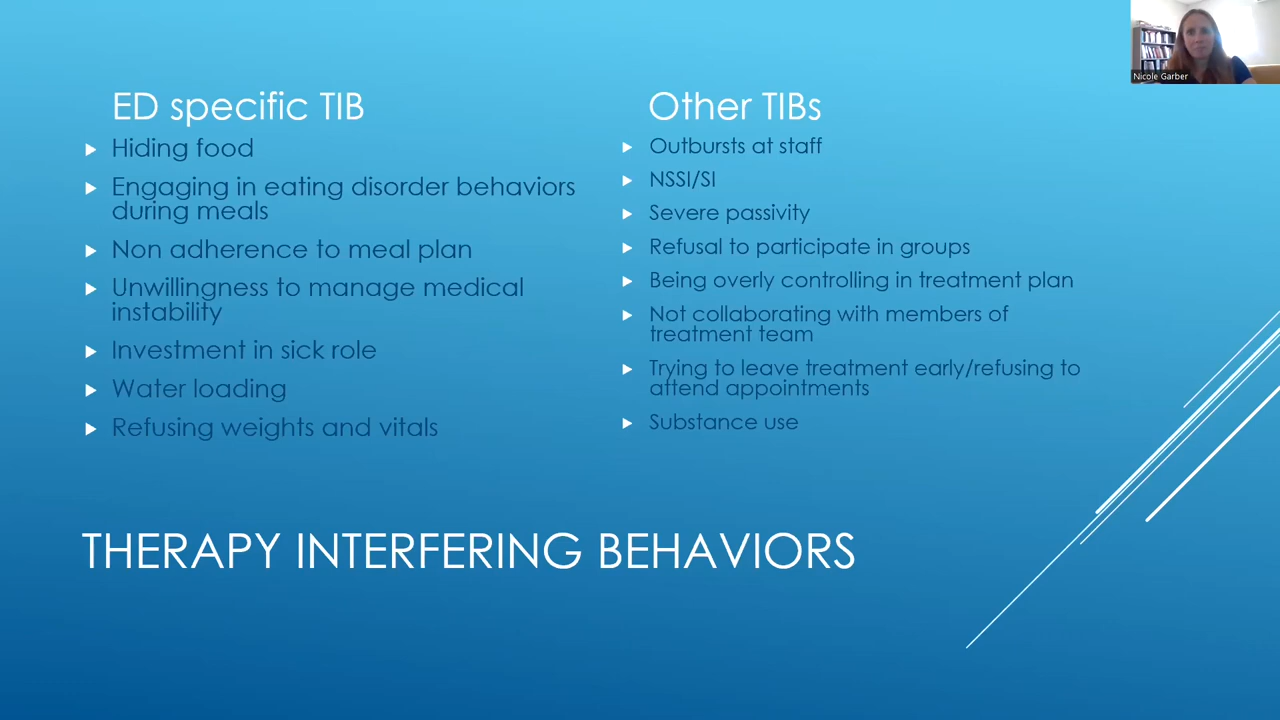 Nicole Garber
ED specific TIB
Hiding food
Engaging in eating disorder behaviors
during meals
Non adherence to meal plan
Unwillingness to manage medical
instability
Investment in sick role
Water loading
Refusing weights and vitals
Other TIBs
Outbursts at staff
NSSI/SI
Severe passivity
Refusal to participate in groups
Being overly controlling in treatment plan
Not collaborating with members of
treatment team
Trying to leave treatment early/refusing to
attend appointments
Substance use
THERAPY INTERFERING BEHAVIORS